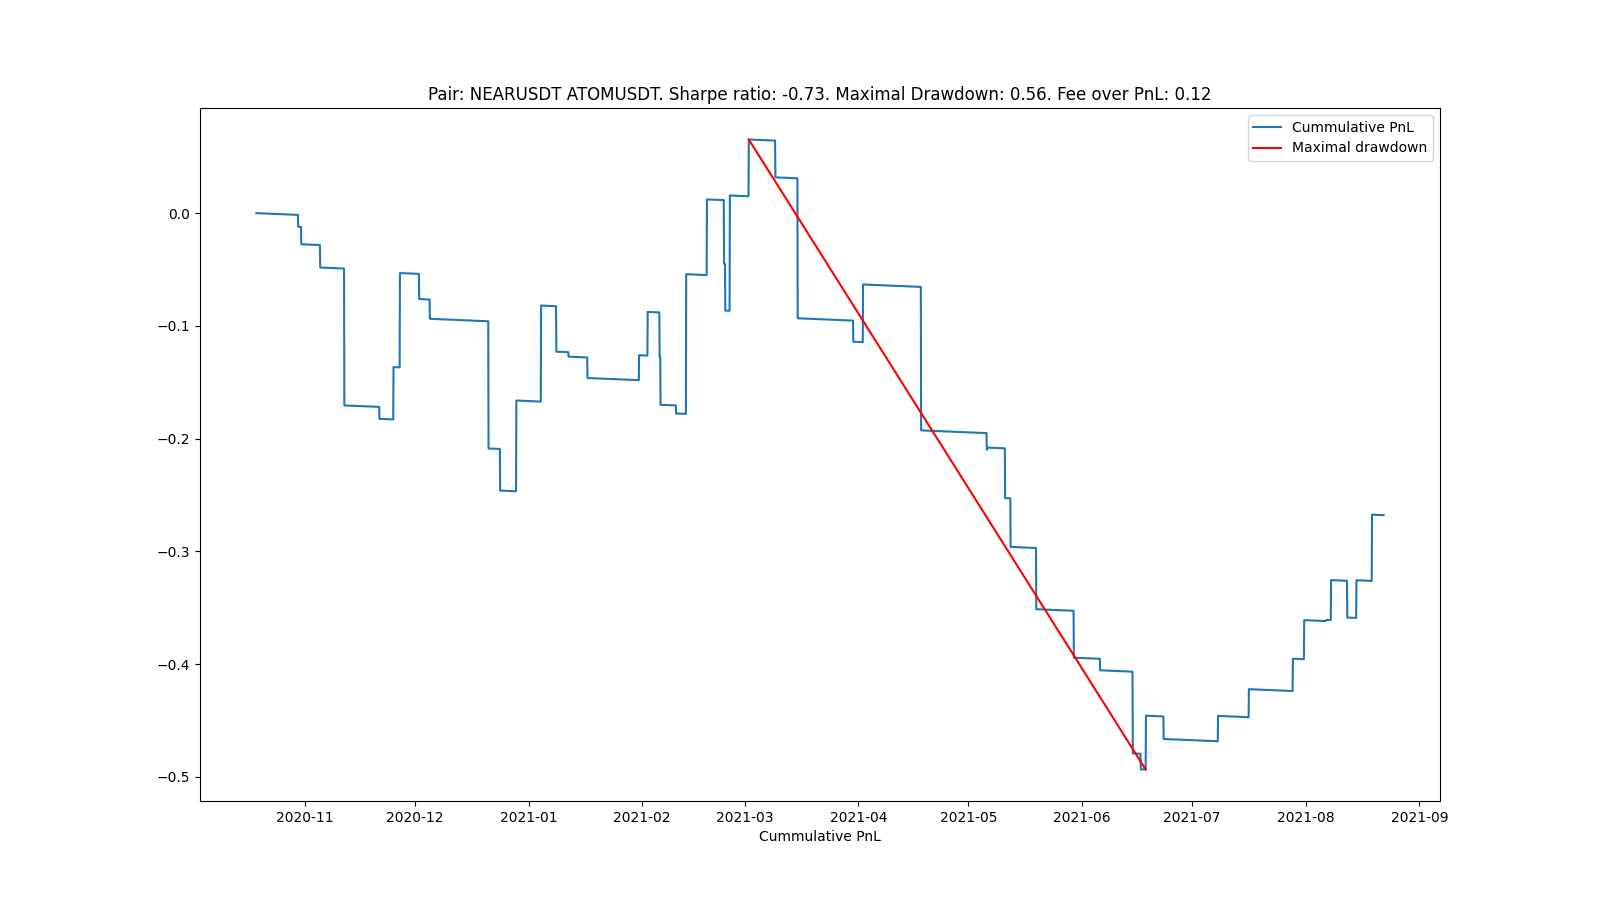 Pair: NEARUSDT ATOMUSDT. Sharpe ratio: -0.73. Maximal Drawdown: 0.56. Fee over PnL: 0.12
Cummulative PnL
Maximal drawdown
0.0
−0.1
−0.2
−0.3
−0.4
−0.5
2020-11 2020-12 2021-01 2021-02 2021-03 2021-04 2021-05 2021-06 2021-07 2021-08 2021-09
Cummulative PnL